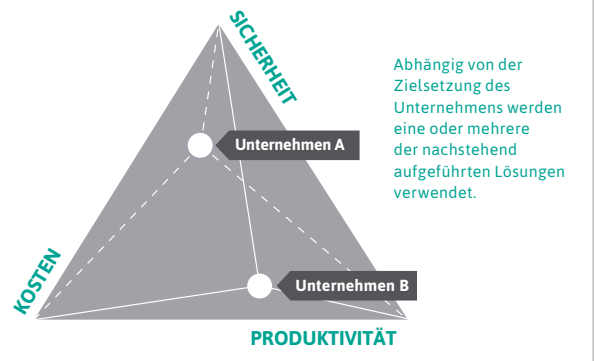 SICHERHEIT
Abhängig von der
Zielsetzung des
Unternehmens werden
eine oder mehrere
der nachstehend
aufgeführten Lösungen
verwendet.
Unternehmen A
KOSTEN
Unternehmen B
PRODUKTIVITÄT